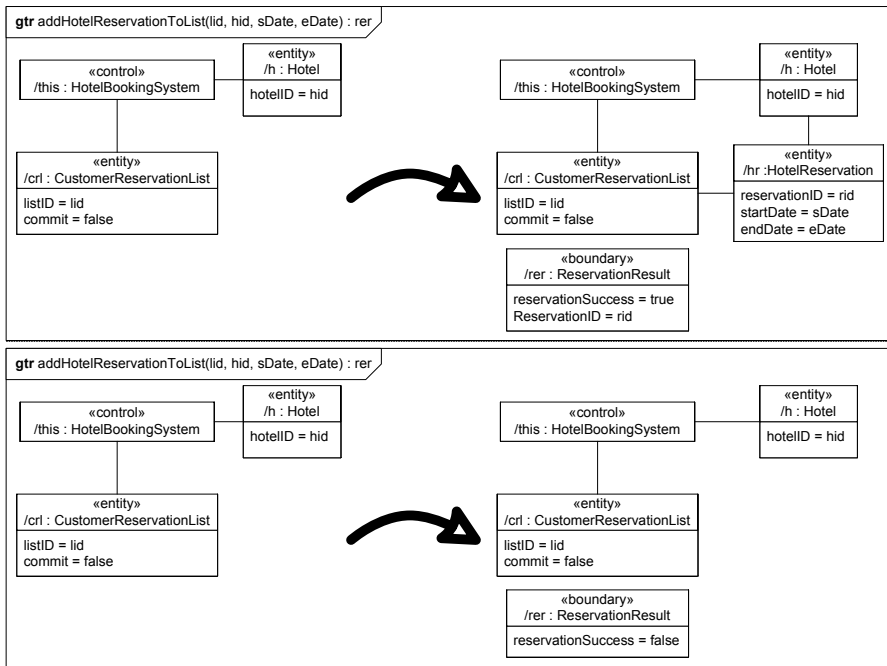 gtr addHotelReservationToList(lid, hid, sDate, eDate) : rer
«control»
/this : HotelBookingSystem
«entity»
/h : Hotel
hotelID = hid
«entity»
/crl : CustomerReservationList
listID = lid
commit = false
«control»
/this : HotelBookingSystem
«entity»
/h : Hotel
hotelID = hid
«entity»
/crl : CustomerReservationList
listID = lid
commit = false
«entity»
/hr :HotelReservation
reservationID = rid
startDate = sDate
endDate = eDate
«boundary»
/rer : ReservationResult
reservationSuccess = true
ReservationID = rid
gtr addHotelReservationToList(lid, hid, sDate, eDate) : rer
«control»
/this : HotelBookingSystem
«entity»
/h : Hotel
hotelID = hid
«entity»
/crl : CustomerReservationList
listID = lid
commit = false
«control»
/this : HotelBookingSystem
«entity»
/h : Hotel
hotelID = hid
«entity»
/crl : CustomerReservationList
listID = lid
commit = false
«boundary»
/rer : ReservationResult
reservationSuccess = false